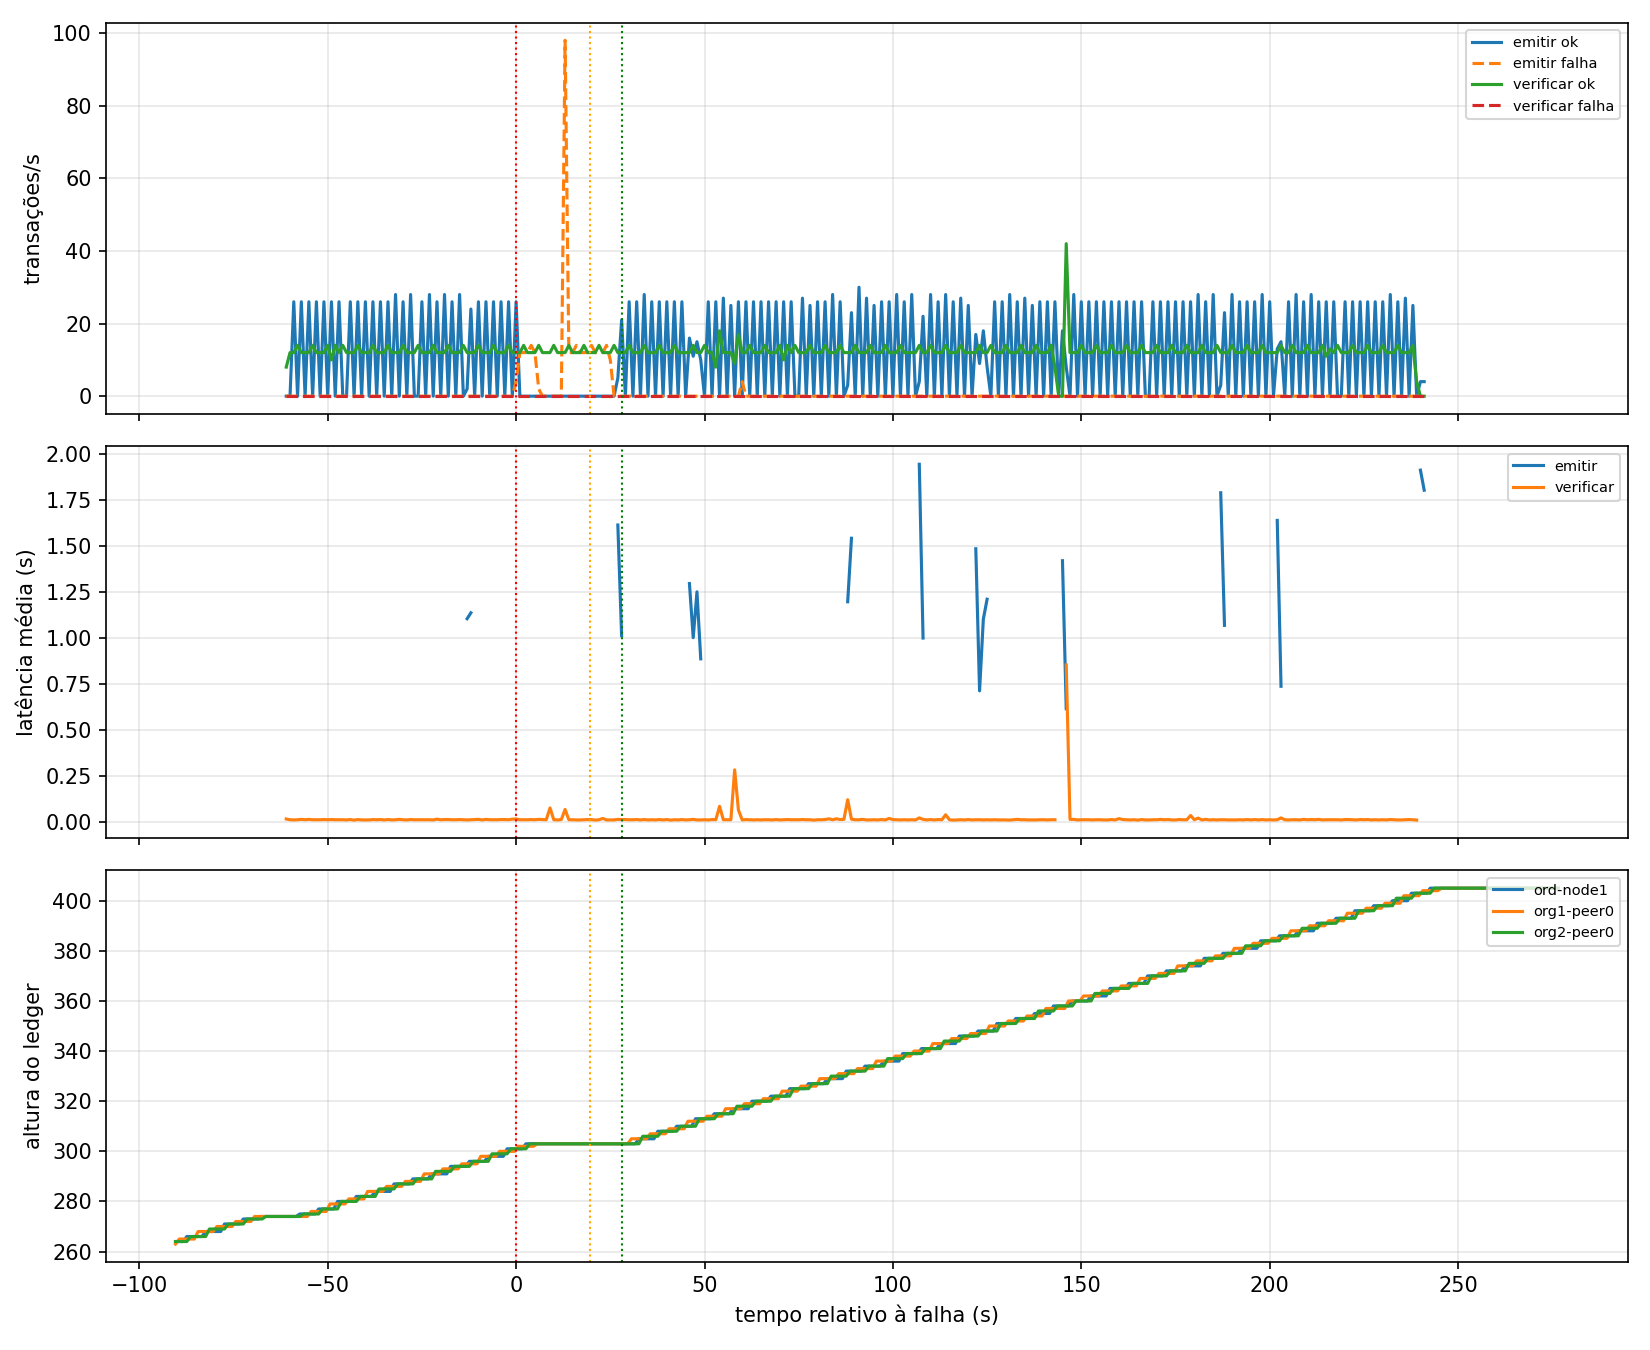 transações/s
100
80
60
40
20
0
emitir ok
emitir falha
verificar ok
verificar falha
latência média (s)
2.00
1.75
1.50
1.25
1.00
0.75
0.50
0.25
0.00
emitir
verificar
altura do ledger
400
380
360
340
320
300
280
260
ord-node1
org1-peer0
org2-peer0
−100 −50 0 50 100 150 200 250
tempo relativo à falha (s)